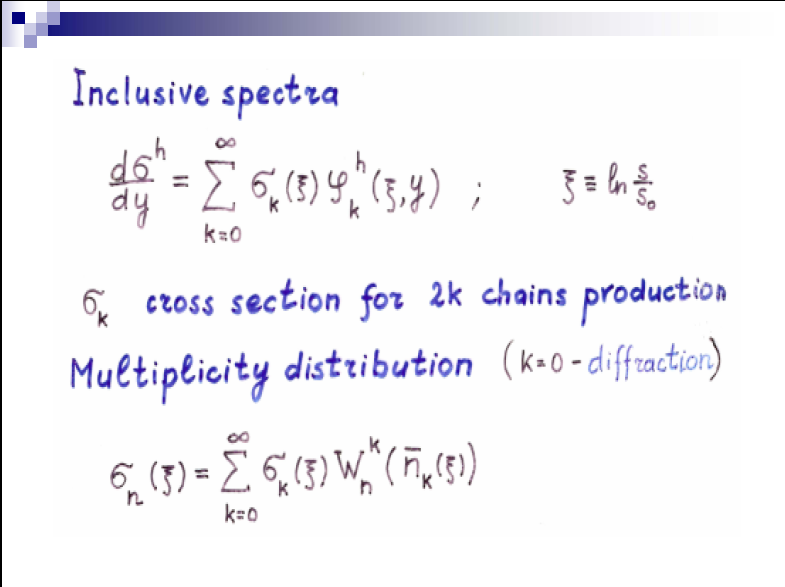 Inclusive spectra
dσ^h/dy = Σ_{k=0}^{∞} σ_k(ξ) φ_k^h(ξ,y) ; ξ ≡ ln s/s₀
σ_k cross section for 2k chains production
Multiplicity distribution (k=0 - diffraction)
σ_n(ξ) = Σ_{k=0}^{∞} σ_k(ξ) W_n^k(n̄_k(ξ))